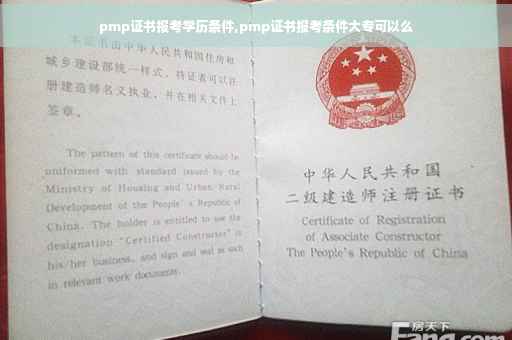 pmp证书报考学历条件,pmp证书报考条件大专可以么
本证书由中华人民共和国住房和
城乡建设部统一样式，持证者可以注
册建造师名义执业，并在相关文件上
签章。
The pattern of this certificate should be
uniformed with standard issued by the
Ministry of Housing and Urban Rural
Development of the People's Republic of
China. The holder is entitled to use the
designation "Certified Constructor" in
his/her business, and sign and seal as such
in relevant work documents.
中华人民共和国
二级建造师注册证书
Certificate of Registration
of Associate Constructor
The People's Republic of China
房天下
Fang.com